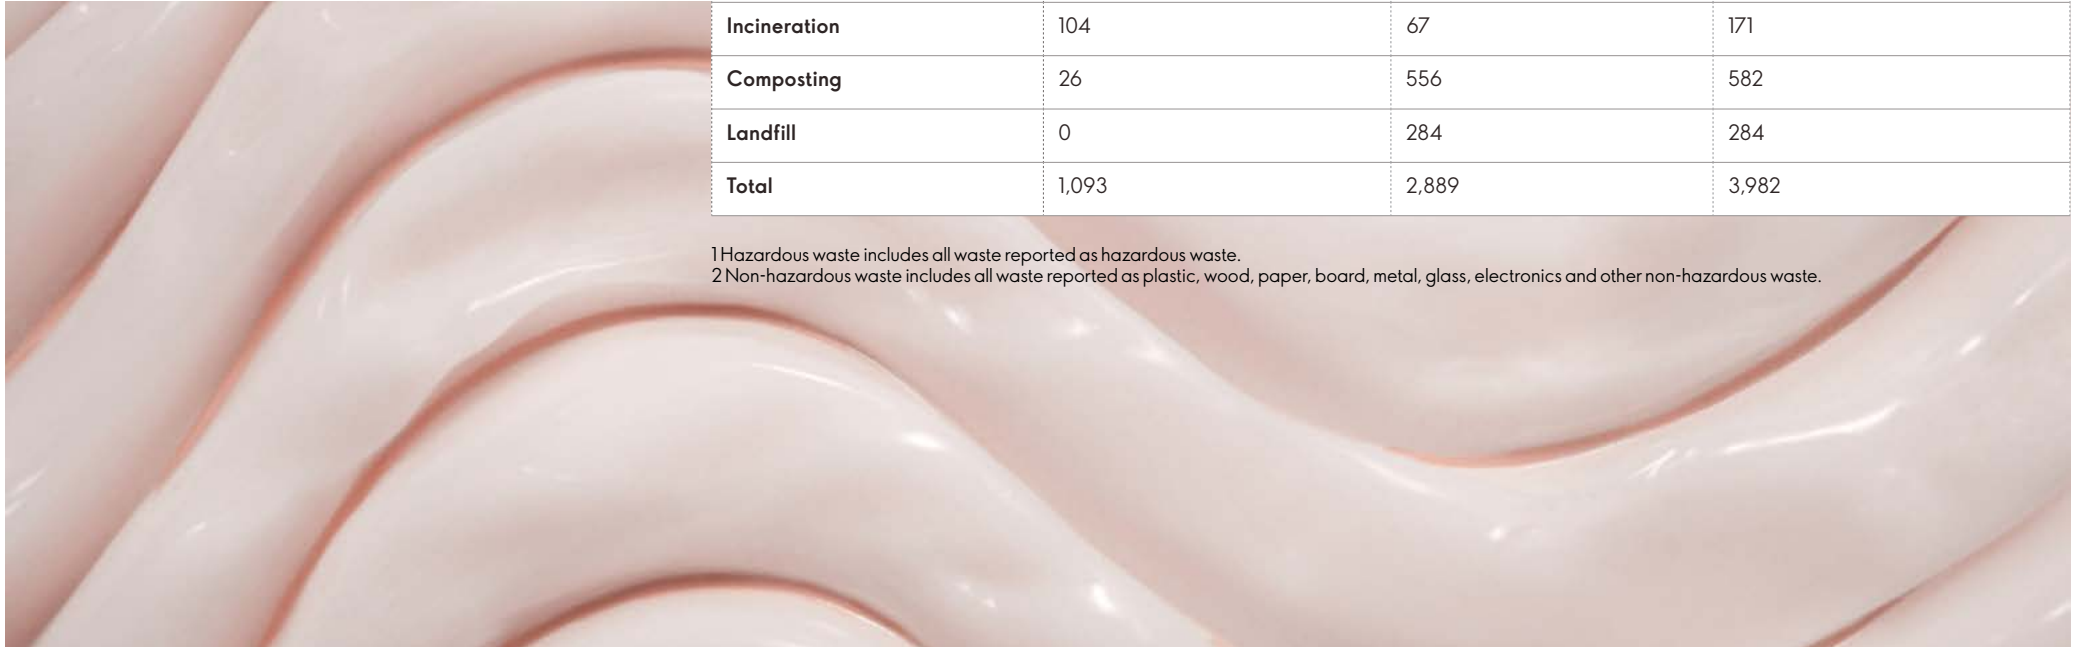 Incineration 104 67 171
Composting 26 556 582
Landfill 0 284 284
Total 1,093 2,889 3,982
1 Hazardous waste includes all waste reported as hazardous waste.
2 Non-hazardous waste includes all waste reported as plastic, wood, paper, board, metal, glass, electronics and other non-hazardous waste.